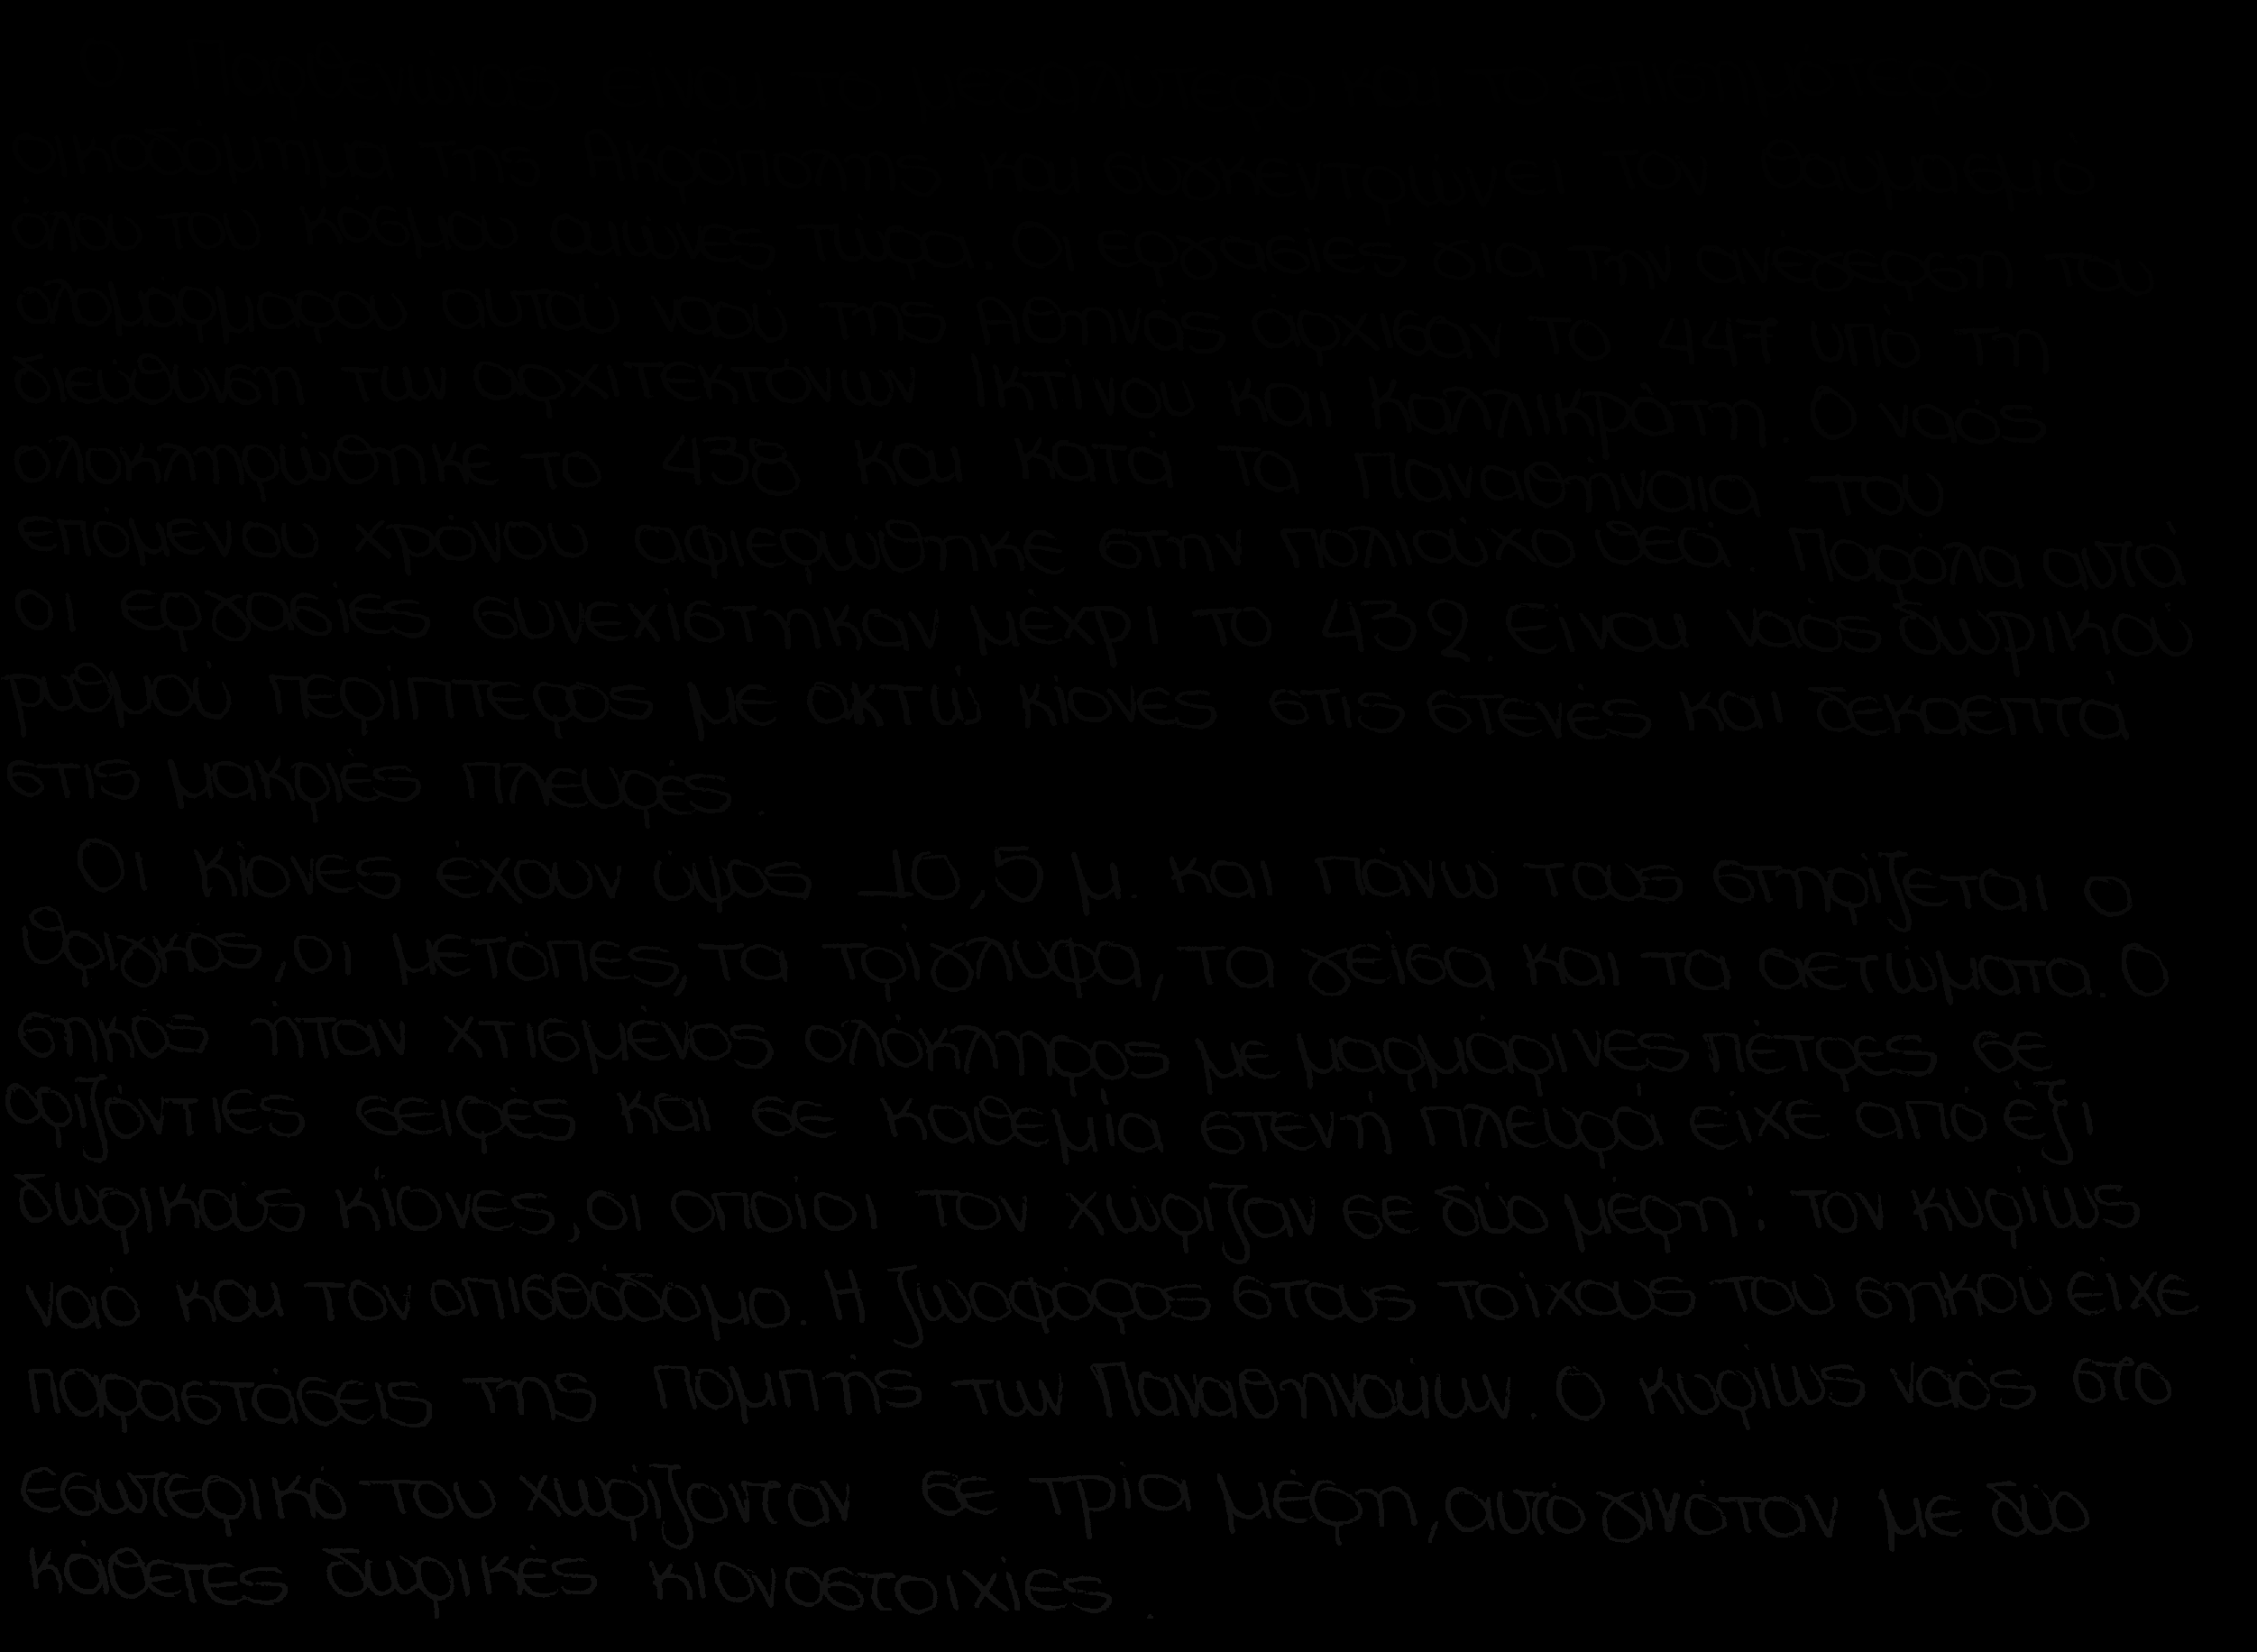 Ο Παρθενώνας είναι το μεγαλύτερο και το επισημότερο
οικοδόμημα της Ακρόπολης και συγκεντρώνει τον θαυμασμό
όλου του κόσμου αιώνες τώρα. Οι εργασίες για την ανέγερση του
ολομάρμαρου αυτού ναού της Αθηνάς άρχισαν το 447 υπό τη
διεύθυνση των αρχιτεκτόνων Ικτίνου και Καλλικράτη. Ο ναός
ολοκληρώθηκε το 438 και κατά τα Παναθήναια του
επόμενου χρόνου αφιερώθηκε στην πολιούχο θεά. Παρόλα αυτά
οι εργασίες συνεχίστηκαν μέχρι το 432. Είναι ναός δωρικού
ρυθμού περίπτερος με οκτώ κίονες στις στενές και δεκαεπτά
στις μακριές πλευρές.
Οι κίονες έχουν ύψος 10,5 μ. και πάνω τους στηρίζεται ο
θριγκός, οι μετόπες, τα τρίγλυφα, τα γείσα και τα αετώματα. Ο
σηκός ήταν χτισμένος ολόκληρος με μαρμάρινες πέτρες σε
οριζόντιες σειρές και σε καθεμία στενή πλευρά είχε από έξι
δωρικούς κίονες, οι οποίοι τον χώριζαν σε δύο μέρη: τον κυρίως
ναό και τον οπισθόδομο. Η ζωοφόρος στους τοίχους του σηκού είχε
παραστάσεις της πομπής των Παναθηναίων. Ο κυρίως ναός στο
εσωτερικό του χωρίζονταν σε τρία μέρη, αυτό γινόταν με δύο
κάθετες δωρικές κιονοστοιχίες.